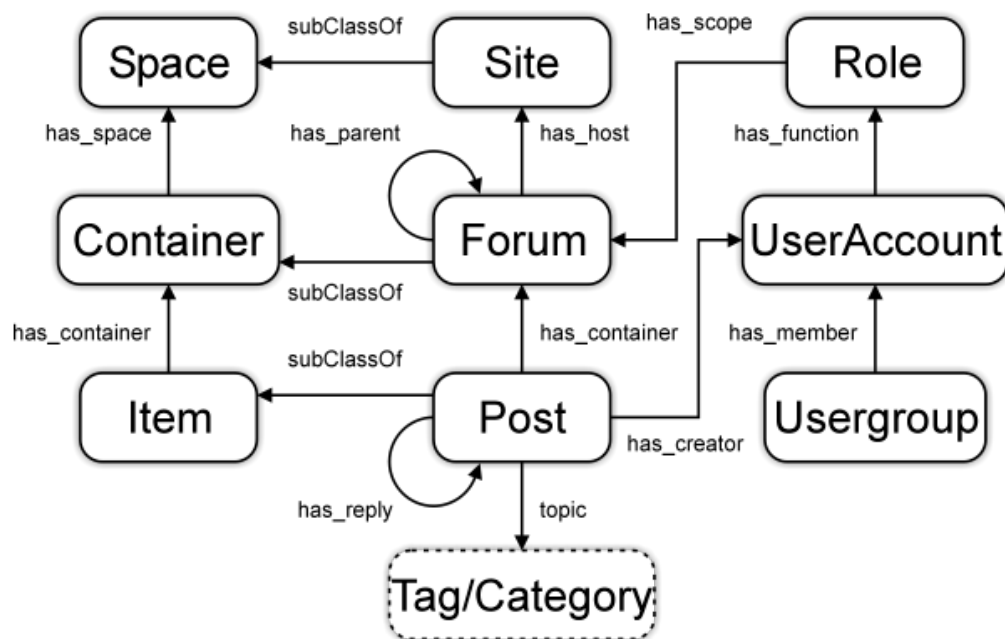 subClassOf
has_scope
Space
Site
Role
has_space
has_parent
has_host
has_function
Container
Forum
UserAccount
subClassOf
has_container
has_container
has_member
subClassOf
Item
Post
Usergroup
has_creator
has_reply
topic
Tag/Category